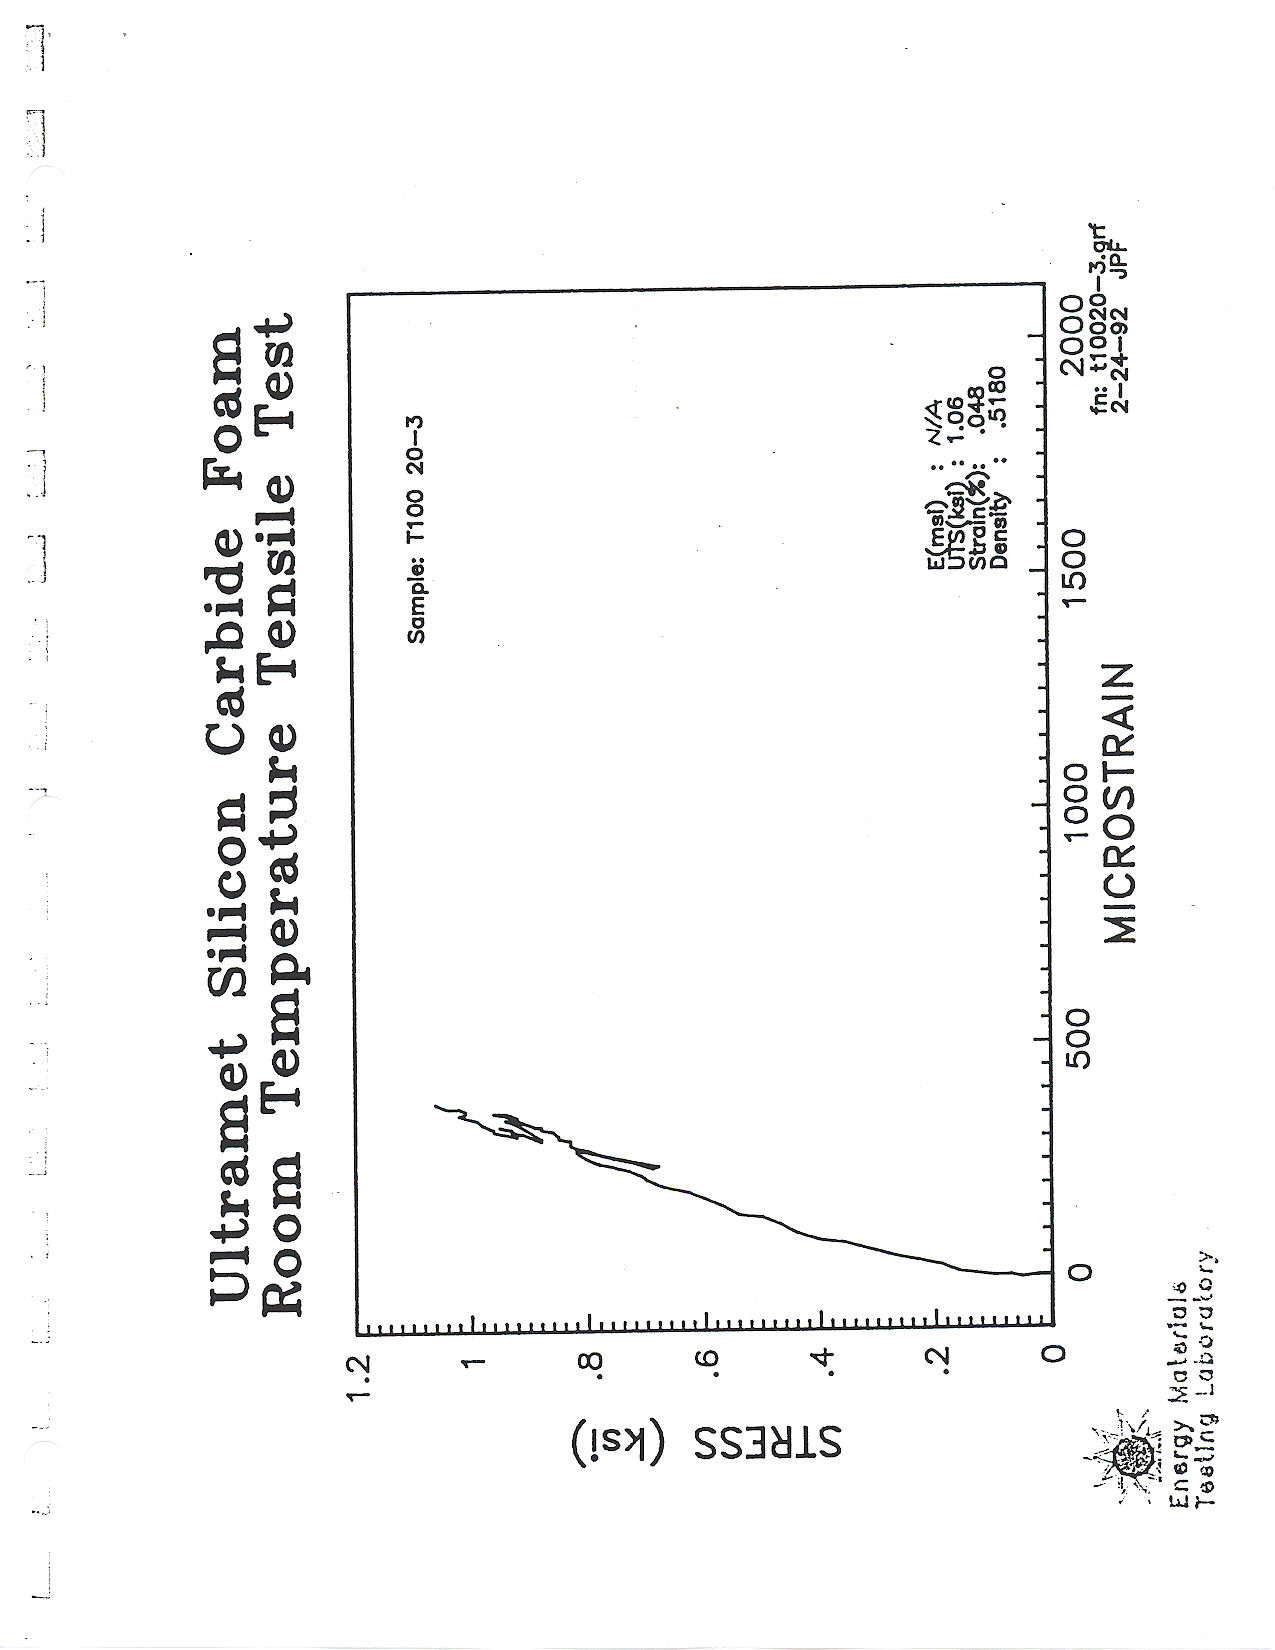 Ultramet Silicon Carbide Foam
Room Temperature Tensile Test
Sample: T100 20-3
1.2
1
.8
.6
.4
.2
0
STRESS (ksi)
E(msi) : N/A
UTS(ksi) : 1.06
Strain(%): .048
Density : .5180
0
500
1000
1500
2000
MICROSTRAIN
fn: t10020-3.grf
2-24-92 JPF
Energy Materials
Testing Laboratory